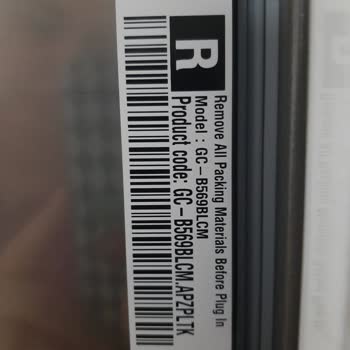 R
Remove All Packing Materials Before Plug In
Model : GC-B569BLCM
Product code: GC-B569BLCM.APZPLTK